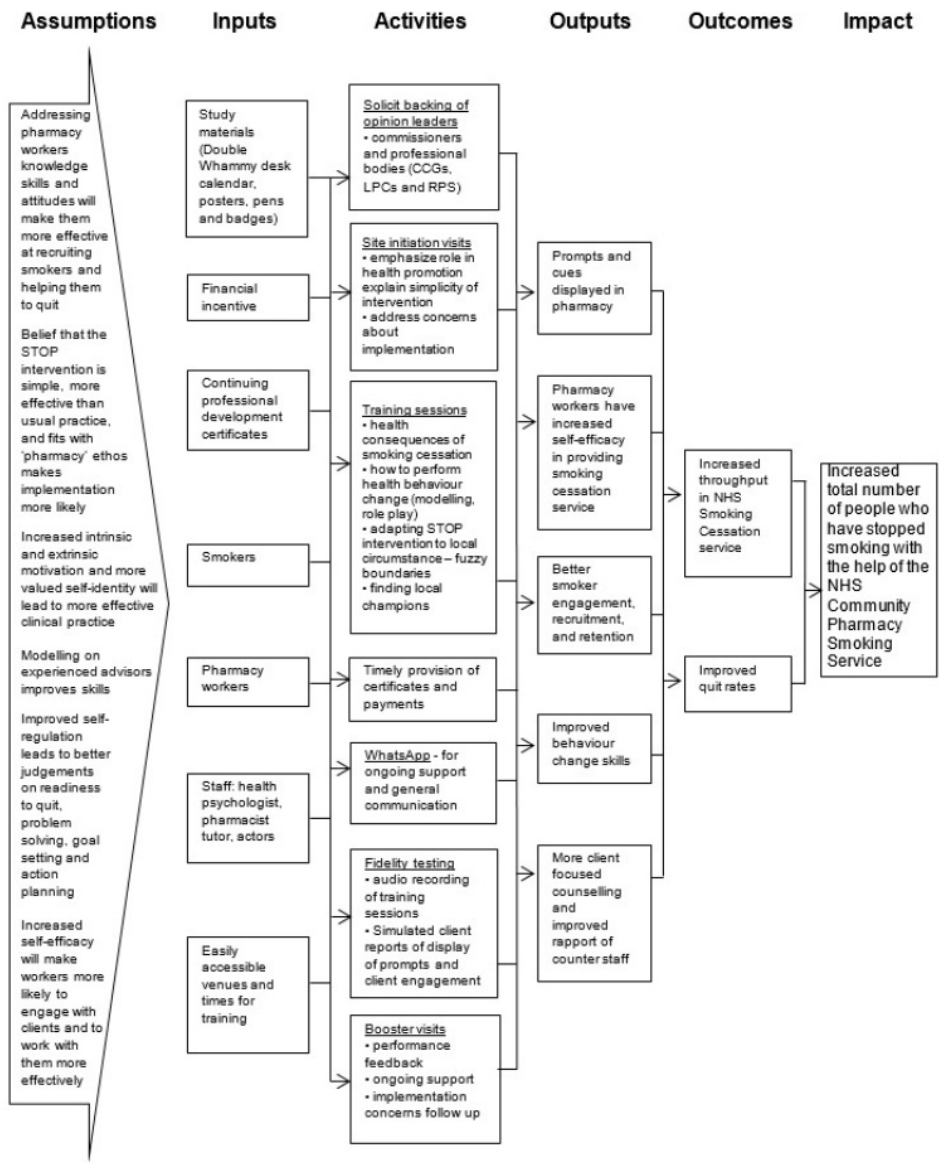 Assumptions Inputs Activities Outputs Outcomes Impact
Addressing
pharmacy
workers
knowledge
skills and
attitudes will
make them
more effective
at recruiting
smokers and
helping them
to quit
Belief that the
STOP
intervention is
simple, more
effective than
usual practice,
and fits with
‘pharmacy’ ethos
makes
implementation
more likely
Increased intrinsic
and extrinsic
motivation and more
valued self-identity will
lead to more effective
clinical practice
Modelling on
experienced advisors
improves skills
Improved self-
regulation
leads to better
judgements
on readiness
to quit,
problem
solving, goal
setting and
action
planning
Increased
self-efficacy
will make
workers more
likely to
engage with
clients and to
work with
them more
effectively
Study
materials
(Double
Whammy desk
calendar,
posters, pens
and badges)
Financial
incentive
Continuing
professional
development
certificates
Smokers
Pharmacy
workers
Staff: health
psychologist,
pharmacist
tutor, actors
Easily
accessible
venues and
times for
training
Solicit backing of
opinion leaders
• commissioners
and professional
bodies (CCGs,
LPCs and RPS)
Site initiation visits
• emphasize role in
health promotion
explain simplicity of
intervention
• address concerns
about
implementation
Training sessions
• health
consequences of
smoking cessation
• how to perform
health behaviour
change (modelling,
role play)
• adapting STOP
intervention to local
circumstance – fuzzy
boundaries
• finding local
champions
Timely provision of
certificates and
payments
WhatsApp - for
ongoing support
and general
communication
Fidelity testing
• audio recording
of training
sessions
• Simulated client
reports of display
of prompts and
client engagement
Booster visits
• performance
feedback
• ongoing support
• implementation
concerns follow up
Prompts and
cues
displayed in
pharmacy
Pharmacy
workers have
increased
self-efficacy
in providing
smoking
cessation
service
Better
smoker
engagement,
recruitment,
and retention
Improved
behaviour
change skills
More client
focused
counselling
and
improved
rapport of
counter staff
Increased
throughput
in NHS
Smoking
Cessation
service
Improved
quit rates
Increased
total number
of people who
have stopped
smoking with
the help of the
NHS
Community
Pharmacy
Smoking
Service